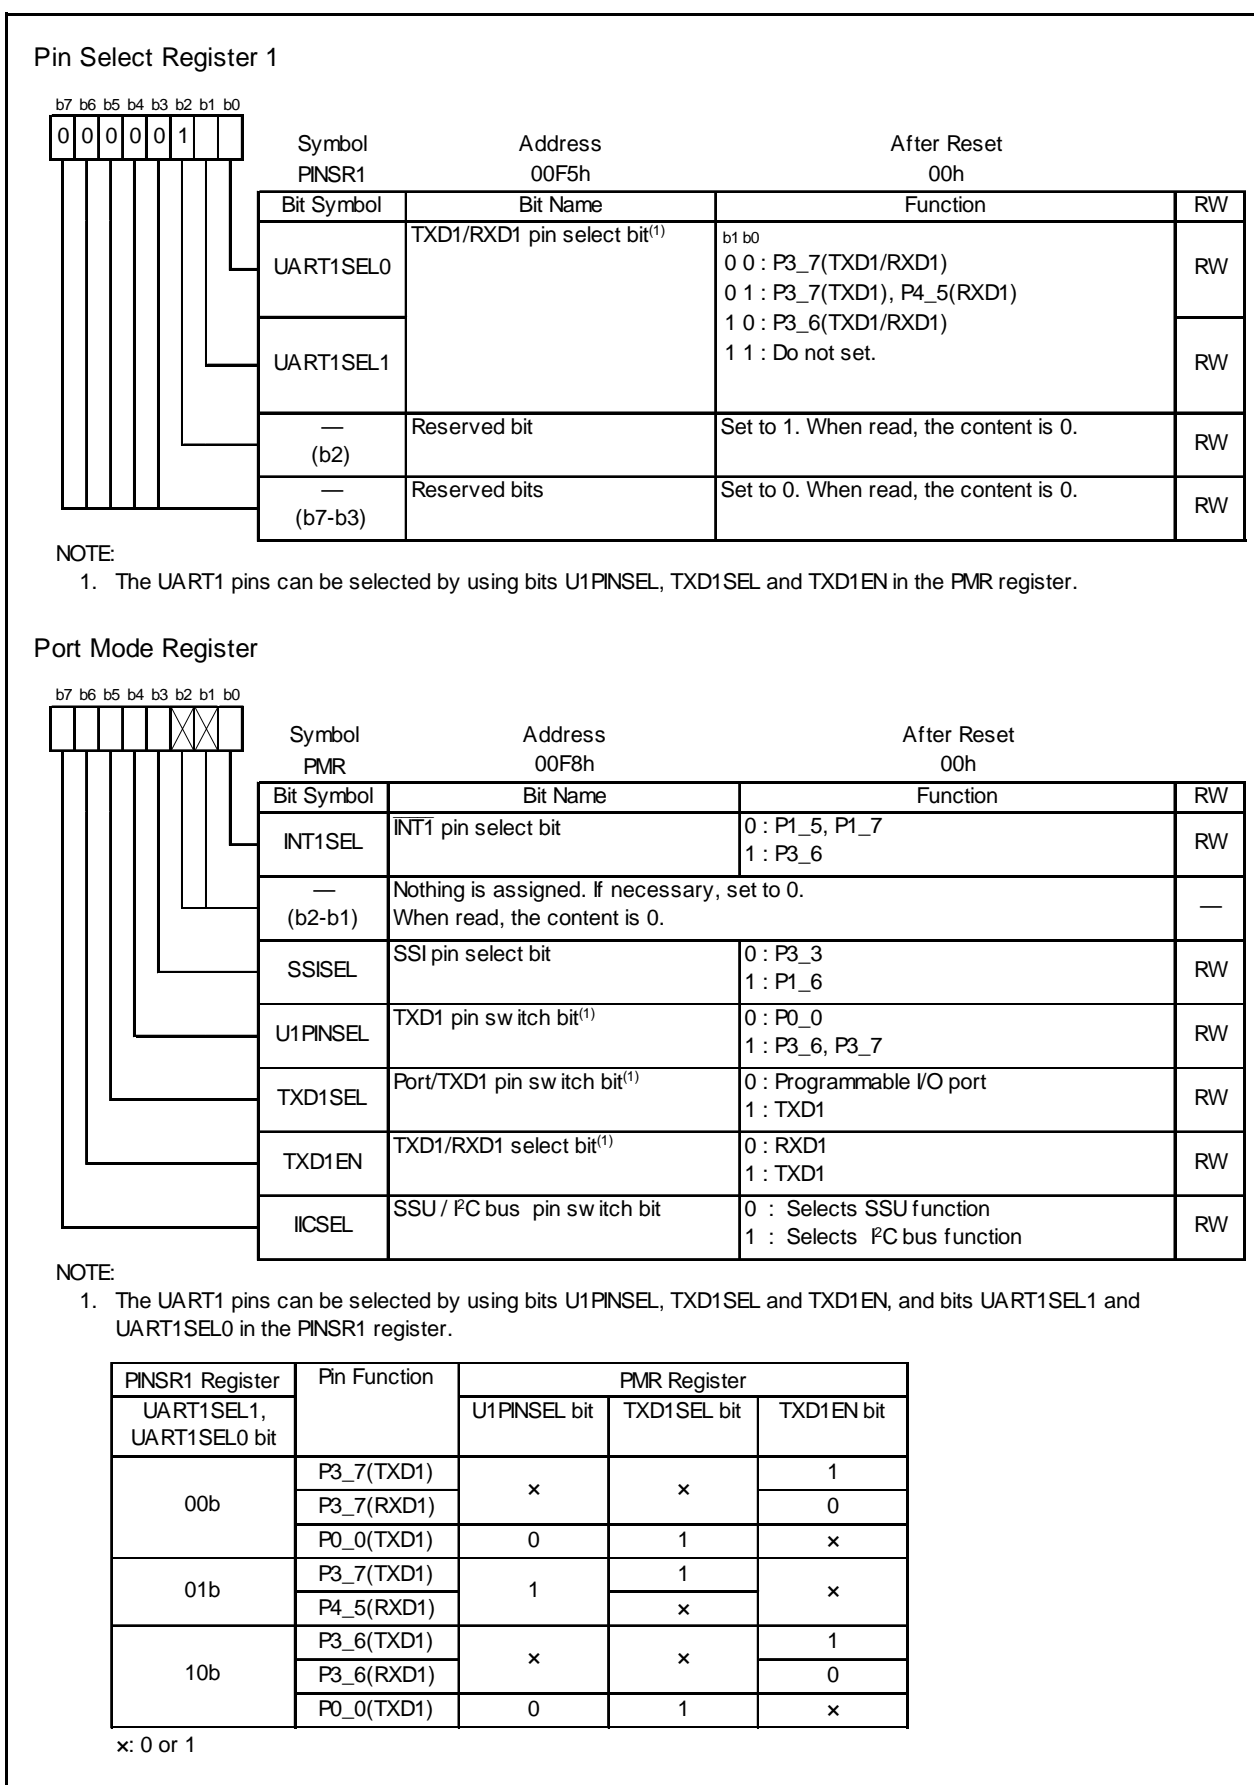 Pin Select Register 1
b7 b6 b5 b4 b3 b2 b1 b0
0 0 0 0 0 1
Symbol Address After Reset
PINSR1 00F5h 00h
Bit Symbol Bit Name Function RW
UART1SEL0 TXD1/RXD1 pin select bit(1) b1 b0
0 0 : P3_7(TXD1/RXD1) RW
0 1 : P3_7(TXD1), P4_5(RXD1)
1 0 : P3_6(TXD1/RXD1)
UART1SEL1 1 1 : Do not set. RW
— Reserved bit Set to 1. When read, the content is 0. RW
(b2)
— Reserved bits Set to 0. When read, the content is 0. RW
(b7-b3)
NOTE:
1. The UART1 pins can be selected by using bits U1PINSEL, TXD1SEL and TXD1EN in the PMR register.
Port Mode Register
b7 b6 b5 b4 b3 b2 b1 b0
Symbol Address After Reset
PMR 00F8h 00h
Bit Symbol Bit Name Function RW
INT1SEL INT1 pin select bit 0 : P1_5, P1_7 RW
1 : P3_6
— Nothing is assigned. If necessary, set to 0. —
(b2-b1) When read, the content is 0.
SSISEL SSI pin select bit 0 : P3_3 RW
1 : P1_6
U1PINSEL TXD1 pin switch bit(1) 0 : P0_0 RW
1 : P3_6, P3_7
TXD1SEL Port/TXD1 pin switch bit(1) 0 : Programmable I/O port RW
1 : TXD1
TXD1EN TXD1/RXD1 select bit(1) 0 : RXD1 RW
1 : TXD1
IICSEL SSU / I2C bus pin switch bit 0 : Selects SSU function RW
1 : Selects I2C bus function
NOTE:
1. The UART1 pins can be selected by using bits U1PINSEL, TXD1SEL and TXD1EN, and bits UART1SEL1 and
UART1SEL0 in the PINSR1 register.
PINSR1 Register Pin Function PMR Register
UART1SEL1, U1PINSEL bit TXD1SEL bit TXD1EN bit
UART1SEL0 bit
00b P3_7(TXD1) × × 1
P3_7(RXD1) 0
P0_0(TXD1) 0 1 ×
01b P3_7(TXD1) 1 1 ×
P4_5(RXD1) ×
10b P3_6(TXD1) × × 1
P3_6(RXD1) 0
P0_0(TXD1) 0 1 ×
×: 0 or 1